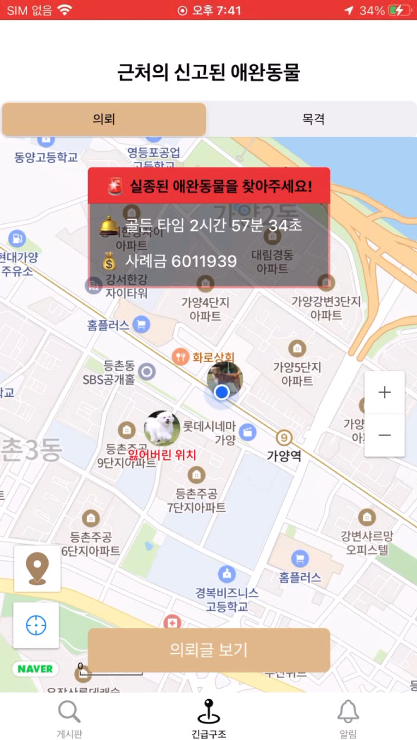 SIM 없음
오후 7:41
34%
근처의 신고된 애완동물
의뢰
목격
동양고등학교
영등포공업
고등학교
🚨 실종된 애완동물을 찾아주세요!
가양2동
🔔 골든 타임 2시간 57분 34초
💰 사례금 6011939
현대가양
주유소
아파트
대림경동
아파트
강서한강
자이타워
가양4단지
아파트
가양강변3단지
아파트
홈플러스
화로상회
등촌동
SBS공개홀
가양5단지
아파트
+
롯데시네마
가양
9
가양역
등촌3동
등촌주공
9단지아파트
잃어버린 위치
−
등촌주공
7단지아파트
등촌주공
6단지아파트
강변샤르망
오피스텔
홈플러스
경복비즈니스
고등학교
의뢰글 보기
NAVER
0
게시판
긴급구조
알림